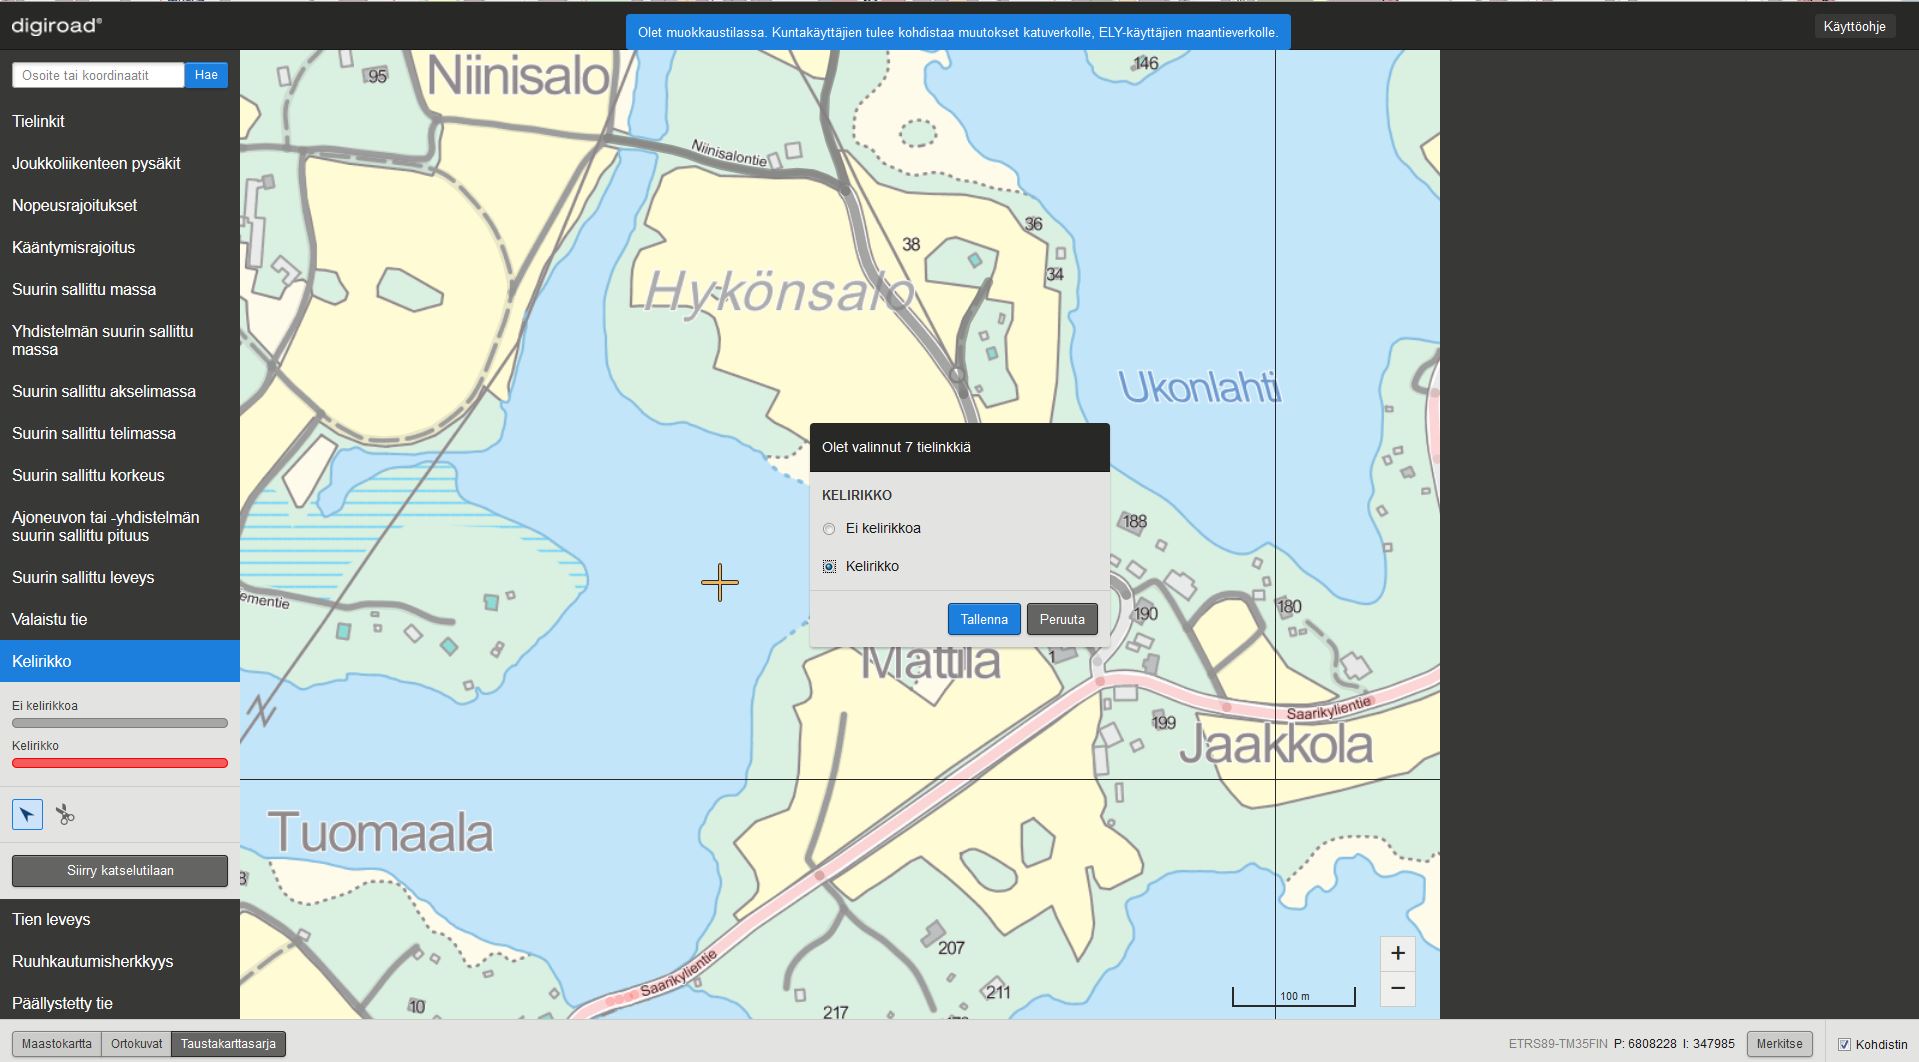 digiroad®
Olet muokkaustilassa. Kuntakäyttäjien tulee kohdistaa muutokset katuverkolle, ELY-käyttäjien maantieverkolle.
Käyttöohje
Osoite tai koordinaatit
Hae
Tielinkit
Joukkoliikenteen pysäkit
Nopeusrajoitukset
Kääntymisrajoitus
Suurin sallittu massa
Yhdistelmän suurin sallittu
massa
Suurin sallittu akselimassa
Suurin sallittu telimassa
Suurin sallittu korkeus
Ajoneuvon tai -yhdistelmän
suurin sallittu pituus
Suurin sallittu leveys
Valaistu tie
Kelirikko
Ei kelirikkoa
Kelirikko
Siirry katselutilaan
Tien leveys
Ruuhkautumisherkkyys
Päällystetty tie
95
Niinisalo
146
Niinisalontie
36
38
34
Hykönsalo
Ukonlahti
Olet valinnut 7 tielinkkiä
KELIRIKKO
Ei kelirikkoa
Kelirikko
Tallenna
Peruuta
188
ementie
190
180
1
Mattila
Saarikylientie
199
Jaakkola
Tuomaala
207
Saarikylientie
211
10
217
+
−
100 m
Maastokartta
Ortokuvat
Taustakarttasarja
ETRS89-TM35FIN P: 6808228 I: 347985
Merkitse
Kohdistin